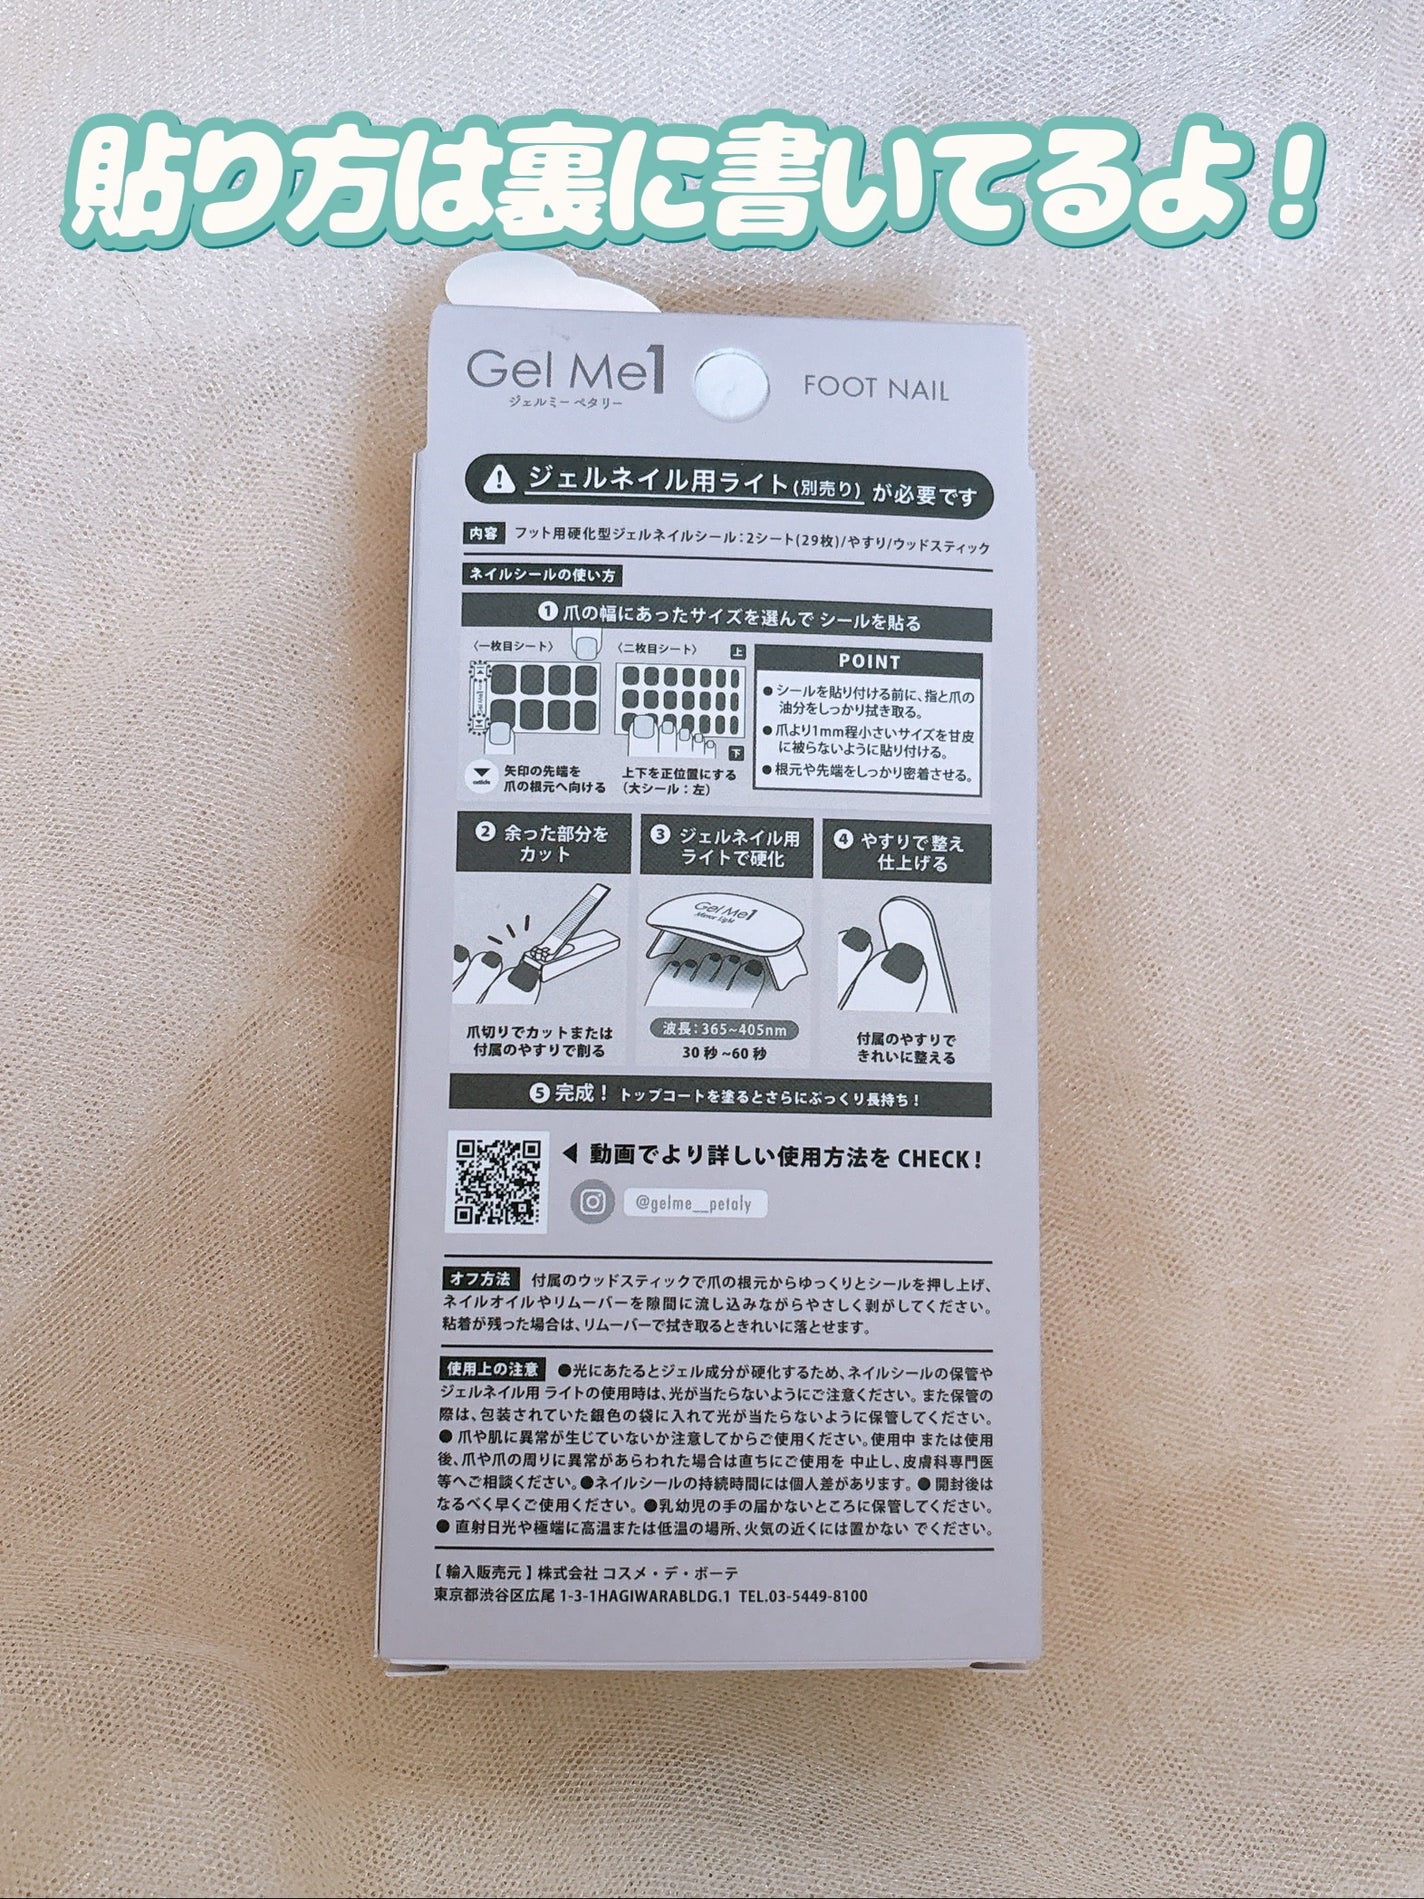 貼り方は裏に書いてるよ！
Gel Me1
ジェルミー ペタリー
FOOT NAIL
ジェルネイル用ライト(別売り)が必要です
内容 フット用硬化型ジェルネイルシール：2シート(29枚)/やすり/ウッドスティック
ネイルシールの使い方
① 爪の幅にあったサイズを選んで シールを貼る
〈一枚目シート〉
〈二枚目シート〉
上
下
矢印の先端を
爪の根元へ向ける
上下を正位置にする
（大シール：左）
POINT
●シールを貼り付ける前に、指と爪の
油分をしっかり拭き取る。
●爪より1mm程小さいサイズを甘皮
に被らないように貼り付ける。
●根元や先端をしっかり密着させる。
② 余った部分を
カット
爪切りでカットまたは
付属のやすりで削る
③ ジェルネイル用
ライトで硬化
Gel Me1
波長：365~405nm
30秒~60秒
④ やすりで整え
仕上げる
付属のやすりで
きれいに整える
⑤ 完成！ トップコートを塗るとさらにぷっくり長持ち！
◀ 動画でより詳しい使用方法を CHECK！
@gelme__petaly
オフ方法 付属のウッドスティックで爪の根元からゆっくりとシールを押し上げ、
ネイルオイルやリムーバーを隙間に流し込みながらやさしく剥がしてください。
粘着が残った場合は、リムーバーで拭き取るときれいに落とせます。
使用上の注意 ●光にあたるとジェル成分が硬化するため、ネイルシールの保管や
ジェルネイル用 ライトの使用時は、光が当たらないようにご注意ください。また保管の
際は、包装されていた銀色の袋に入れて光が当たらないように保管してください。
● 爪や肌に異常が生じていないか注意してからご使用ください。使用中 または使用
後、爪や爪の周りに異常があらわれた場合は直ちにご使用を 中止し、皮膚科専門医
等へご相談ください。●ネイルシールの持続時間には個人差があります。● 開封後は
なるべく早くご使用ください。●乳幼児の手の届かないところに保管してください。
● 直射日光や極端に高温または低温の場所、火気の近くには置かない でください。
【 輸入販売元 】株式会社 コスメ・デ・ボーテ
東京都渋谷区広尾 1-3-1HAGIWARABLDG.1 TEL.03-5449-8100